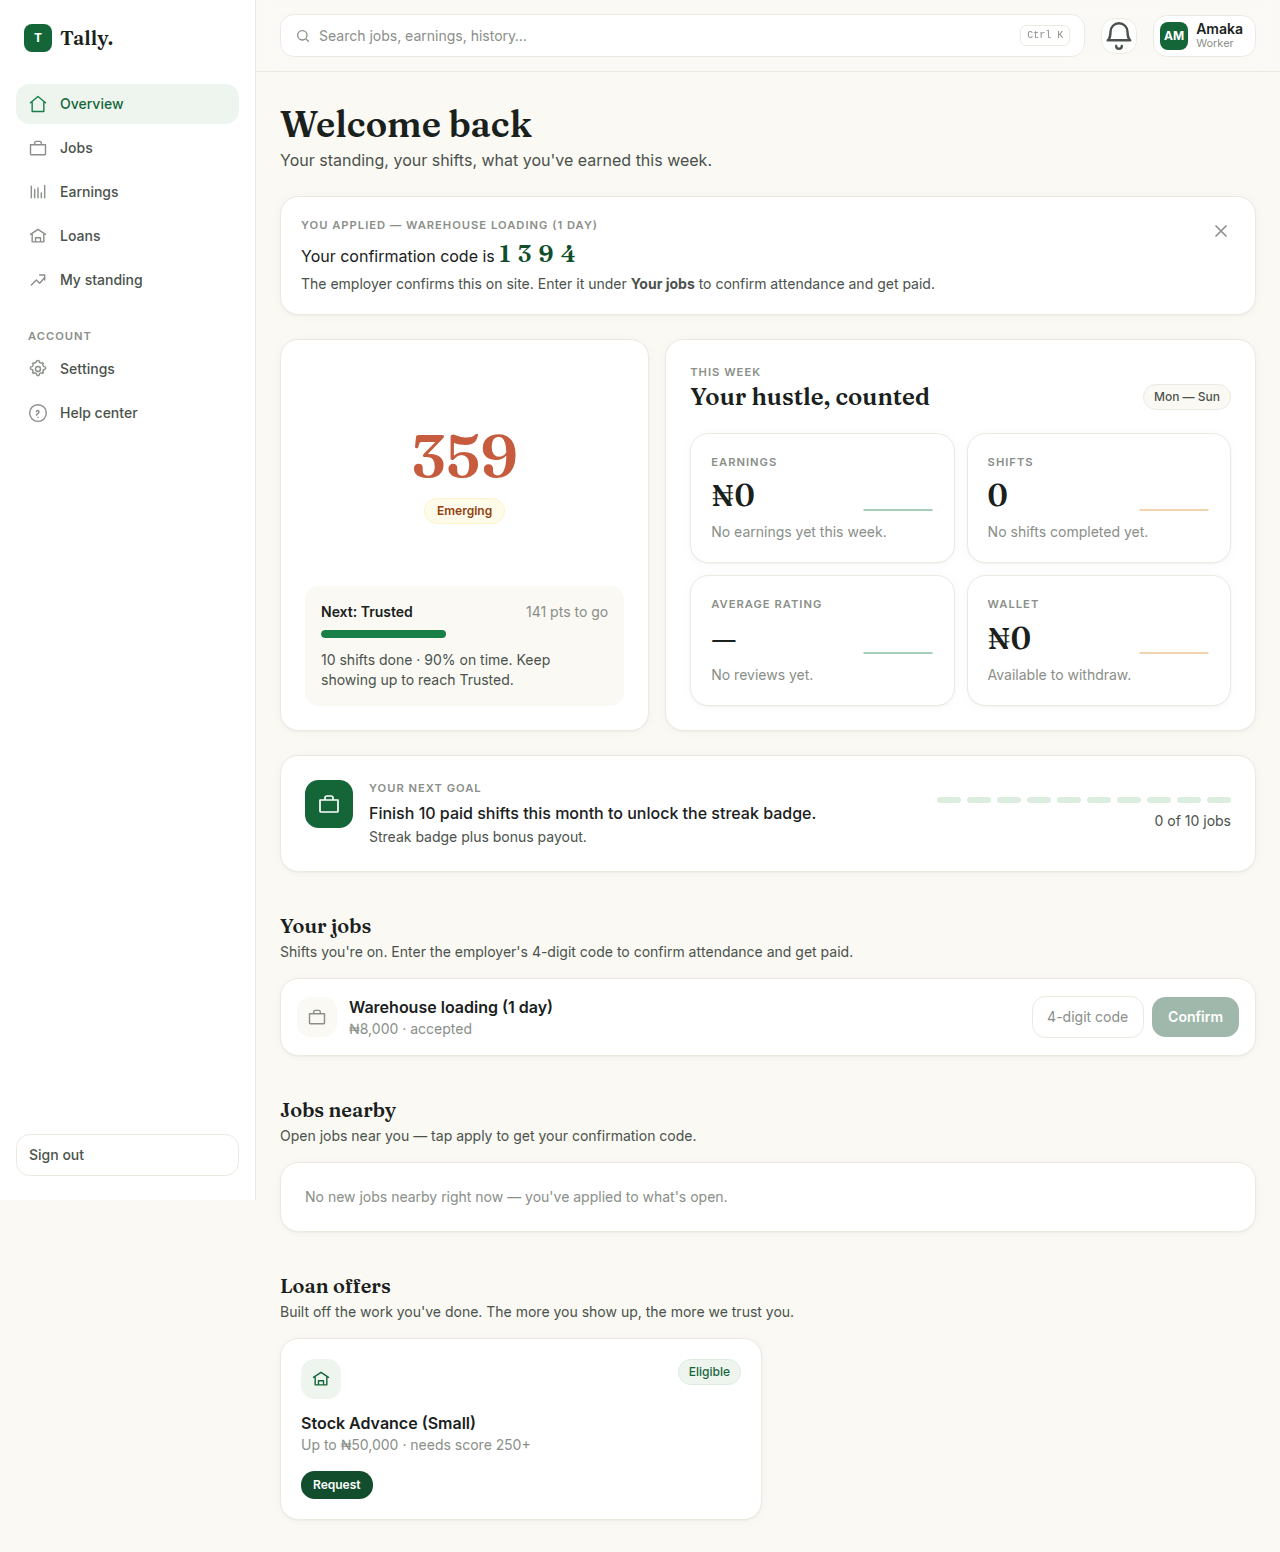 T Tally.
Search jobs, earnings, history...
Ctrl K
AM
Amaka
Worker
Overview
Jobs
Earnings
Loans
My standing
ACCOUNT
Settings
Help center
Sign out
Welcome back
Your standing, your shifts, what you've earned this week.
YOU APPLIED — WAREHOUSE LOADING (1 DAY)
Your confirmation code is 1394
The employer confirms this on site. Enter it under Your jobs to confirm attendance and get paid.
359
Emerging
Next: Trusted
141 pts to go
10 shifts done · 90% on time. Keep
showing up to reach Trusted.
THIS WEEK
Your hustle, counted
Mon — Sun
EARNINGS
₦0
No earnings yet this week.
SHIFTS
0
No shifts completed yet.
AVERAGE RATING
—
No reviews yet.
WALLET
₦0
Available to withdraw.
YOUR NEXT GOAL
Finish 10 paid shifts this month to unlock the streak badge.
Streak badge plus bonus payout.
0 of 10 jobs
Your jobs
Shifts you're on. Enter the employer's 4-digit code to confirm attendance and get paid.
Warehouse loading (1 day)
₦8,000 · accepted
4-digit code
Confirm
Jobs nearby
Open jobs near you — tap apply to get your confirmation code.
No new jobs nearby right now — you've applied to what's open.
Loan offers
Built off the work you've done. The more you show up, the more we trust you.
Eligible
Stock Advance (Small)
Up to ₦50,000 · needs score 250+
Request